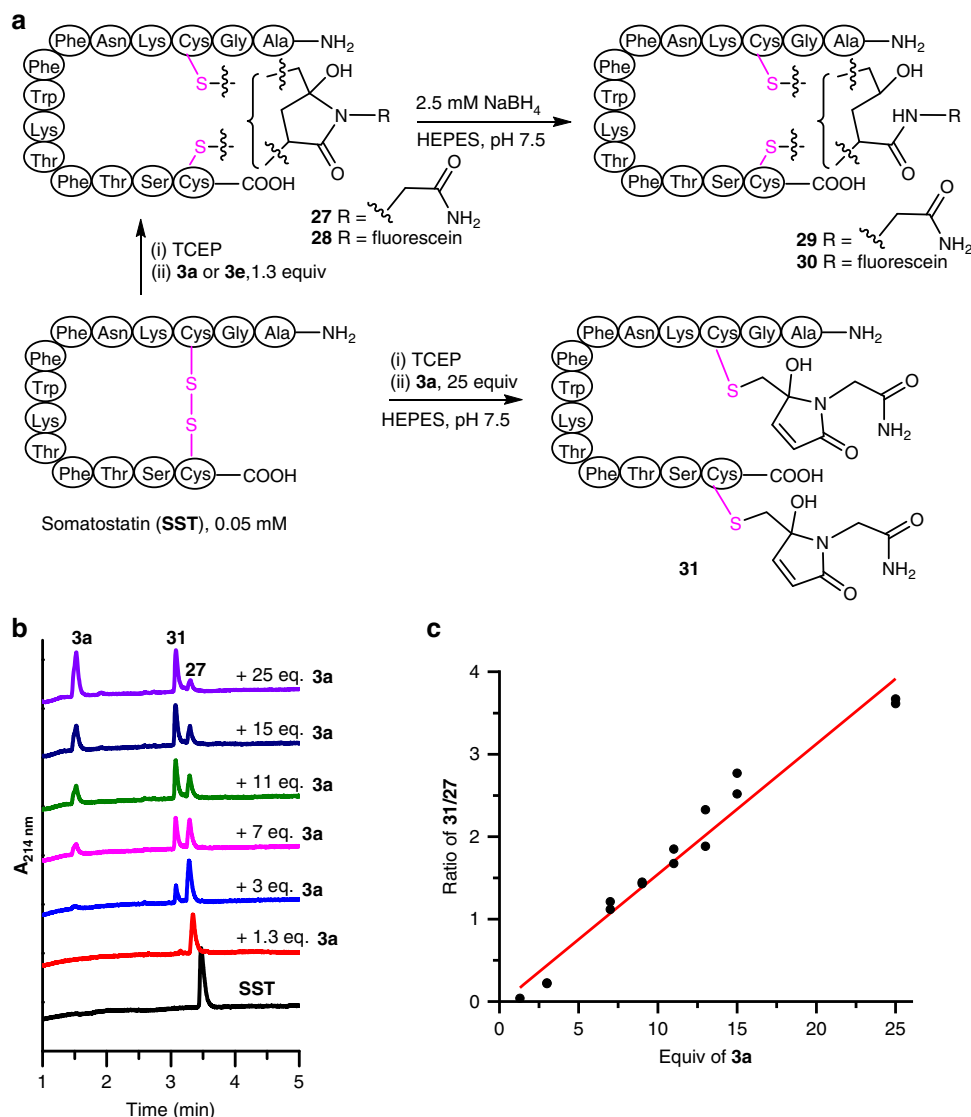 a
Phe Asn Lys Cys Gly Ala NH2
Phe
Trp
Lys
Thr
Phe Thr Ser Cys COOH
S
S
OH
N R
O
27 R =
O
NH2
28 R = fluorescein
2.5 mM NaBH4
HEPES, pH 7.5
Phe Asn Lys Cys Gly Ala NH2
Phe
Trp
Lys
Thr
Phe Thr Ser Cys COOH
S
S
OH
HN R
O
29 R =
O
NH2
30 R = fluorescein
(i) TCEP
(ii) 3a or 3e,1.3 equiv
Phe Asn Lys Cys Gly Ala NH2
Phe
Trp
Lys
Thr
Phe Thr Ser Cys COOH
S
S
Somatostatin (SST), 0.05 mM
(i) TCEP
(ii) 3a, 25 equiv
HEPES, pH 7.5
Phe Asn Lys Cys Gly Ala NH2
Phe
Trp
Lys
Thr
Phe Thr Ser Cys COOH
S
OH
N
O
O
NH2
S
OH
N
O
O
NH2
31
b
3a
31
27
+ 25 eq. 3a
+ 15 eq. 3a
+ 11 eq. 3a
+ 7 eq. 3a
+ 3 eq. 3a
+ 1.3 eq. 3a
SST
A214 nm
1 2 3 4 5
Time (min)
c
4
3
2
1
0
Ratio of 31/27
0 5 10 15 20 25
Equiv of 3a